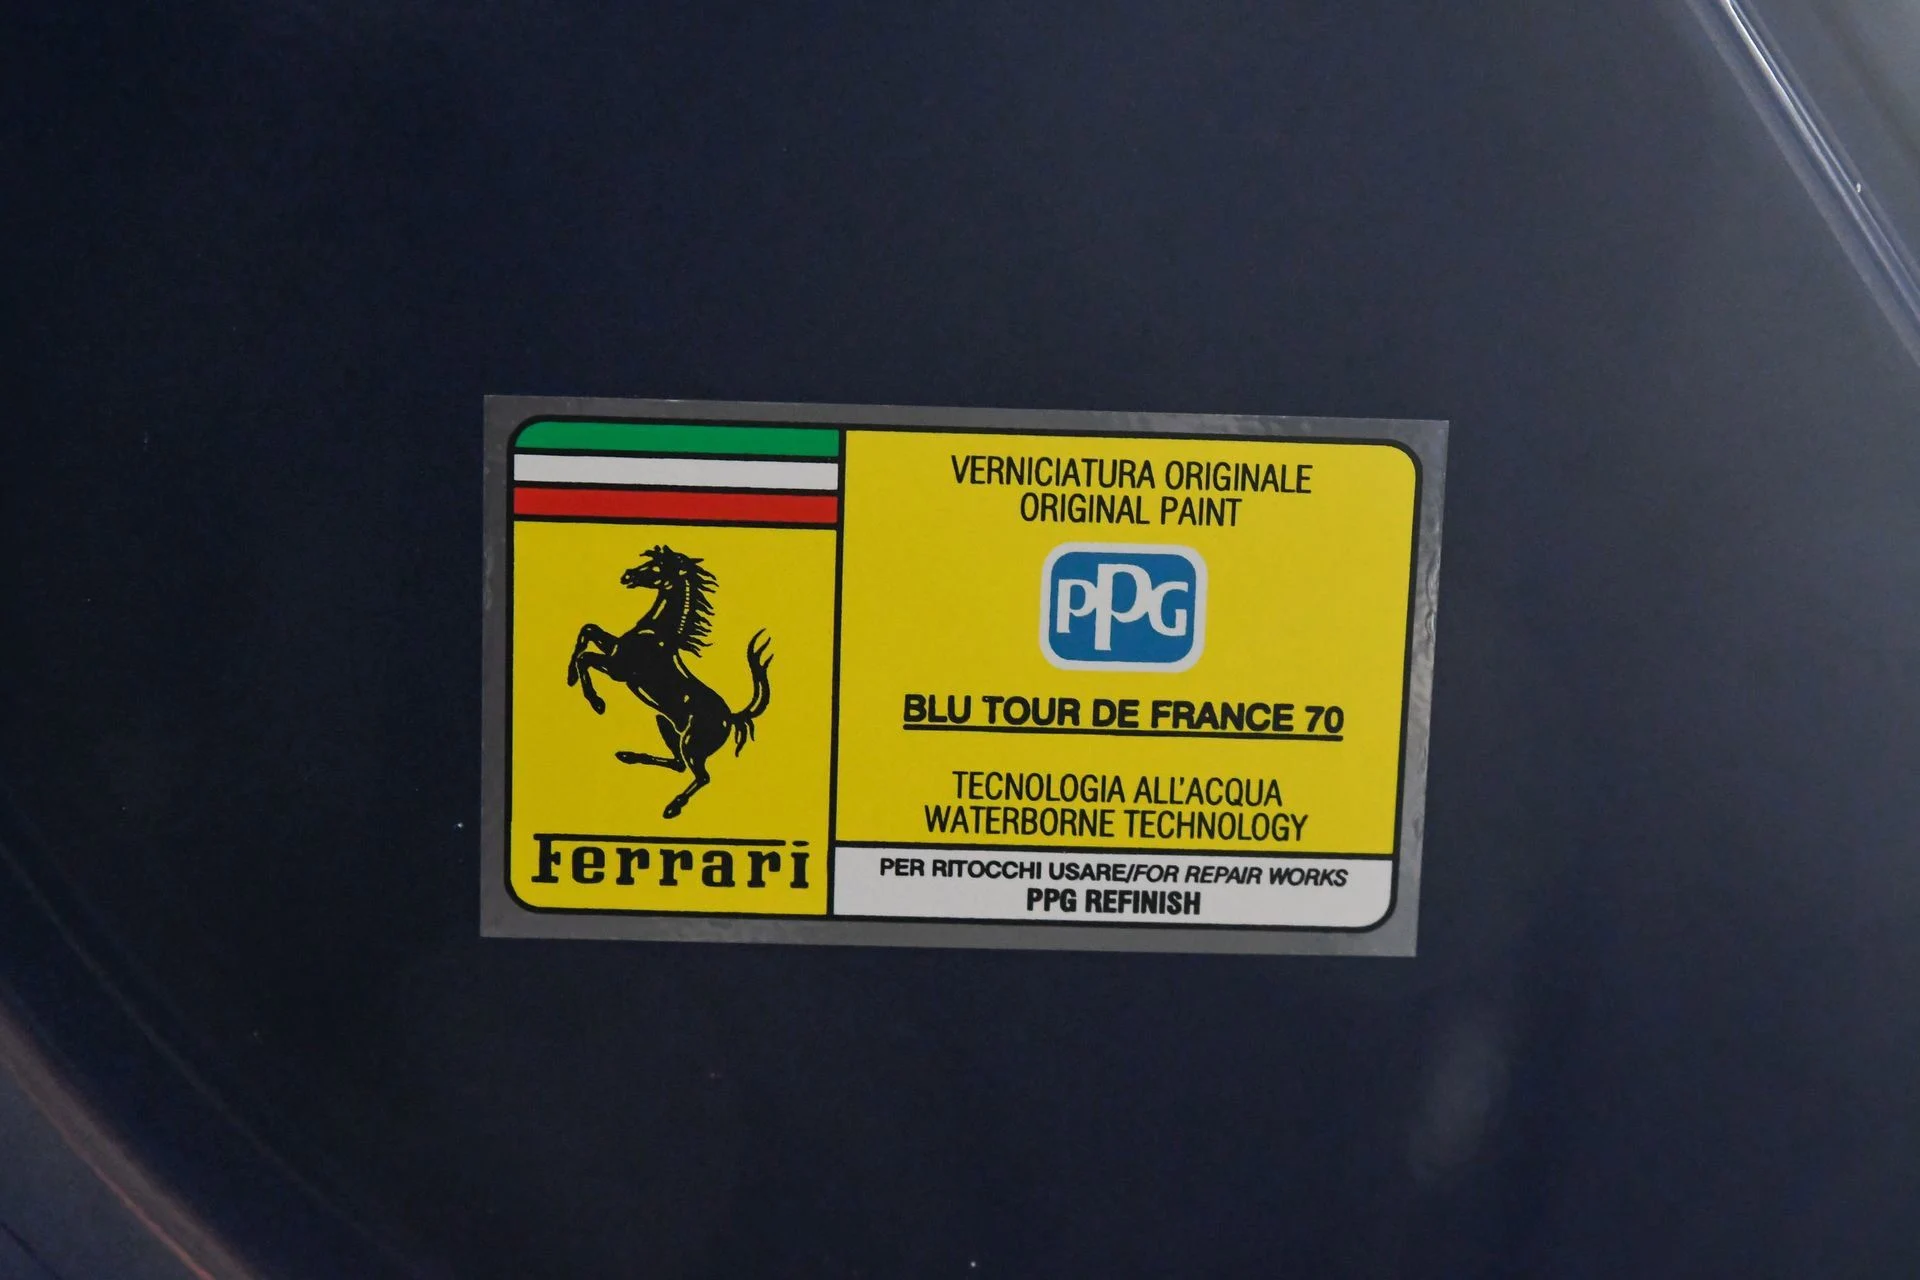 Ferrari
VERNICIATURA ORIGINALE
ORIGINAL PAINT
PPG
BLU TOUR DE FRANCE 70
TECNOLOGIA ALL'ACQUA
WATERBORNE TECHNOLOGY
PER RITOCCHI USARE/FOR REPAIR WORKS
PPG REFINISH